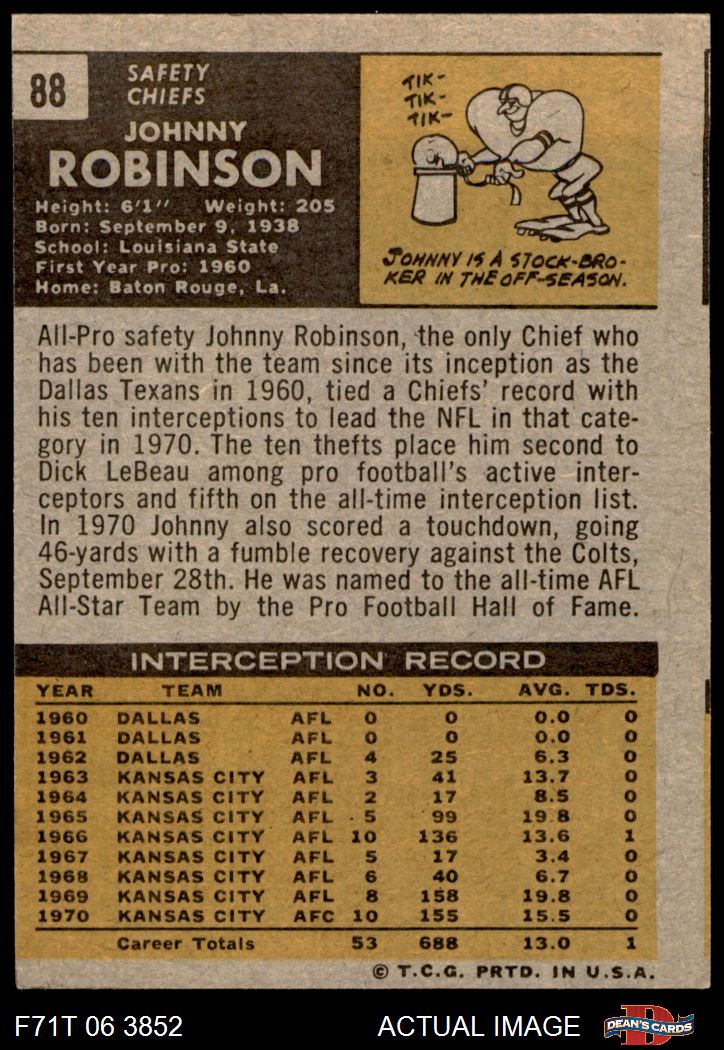 88
SAFETY
CHIEFS
JOHNNY
ROBINSON
Height: 6'1" Weight: 205
Born: September 9, 1938
School: Louisiana State
First Year Pro: 1960
Home: Baton Rouge, La.
TIK-
TIK-
TIK-
JOHNNY IS A STOCK-BRO-
KER IN THE OFF-SEASON.
All-Pro safety Johnny Robinson, the only Chief who
has been with the team since its inception as the
Dallas Texans in 1960, tied a Chiefs' record with
his ten interceptions to lead the NFL in that cate-
gory in 1970. The ten thefts place him second to
Dick LeBeau among pro football's active inter-
ceptors and fifth on the all-time interception list.
In 1970 Johnny also scored a touchdown, going
46-yards with a fumble recovery against the Colts,
September 28th. He was named to the all-time AFL
All-Star Team by the Pro Football Hall of Fame.
INTERCEPTION RECORD
YEAR TEAM NO. YDS. AVG. TDS.
1960 DALLAS AFL 0 0 0.0 0
1961 DALLAS AFL 0 0 0.0 0
1962 DALLAS AFL 4 25 6.3 0
1963 KANSAS CITY AFL 3 41 13.7 0
1964 KANSAS CITY AFL 2 17 8.5 0
1965 KANSAS CITY AFL 5 99 19.8 0
1966 KANSAS CITY AFL 10 136 13.6 1
1967 KANSAS CITY AFL 5 17 3.4 0
1968 KANSAS CITY AFL 6 40 6.7 0
1969 KANSAS CITY AFL 8 158 19.8 0
1970 KANSAS CITY AFC 10 155 15.5 0
Career Totals 53 688 13.0 1
© T.C.G. PRTD. IN U.S.A.
F71T 06 3852 ACTUAL IMAGE DEAN'S CARDS